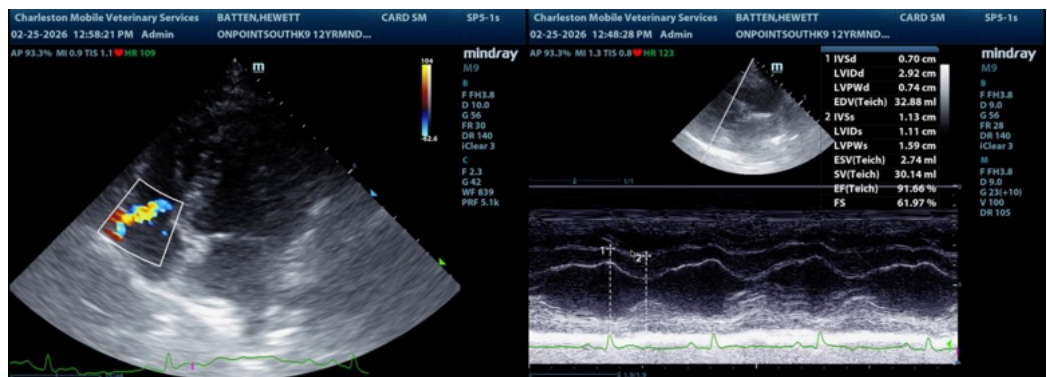 Charleston Mobile Veterinary Services BATTEN,HEWETT CARD SM SP5-1s
02-25-2026 12:58:21 PM Admin ONPOINTSOUTHK9 12YRMND...
AP 93.3% MI 0.9 TIS 1.1 HR 109
mindray
M9
m
104
-62.6
B
F FH3.8
D 10.0
G 56
FR 30
DR 140
iClear 3
C
F 2.3
G 42
WF 839
PRF 5.1k
Charleston Mobile Veterinary Services BATTEN,HEWETT CARD SM SP5-1s
02-25-2026 12:48:28 PM Admin ONPOINTSOUTHK9 12YRMND...
AP 93.3% MI 1.3 TIS 0.8 HR 123
mindray
M9
m
1 IVSd 0.70 cm
LVIDd 2.92 cm
LVPWd 0.74 cm
EDV(Teich) 32.88 ml
2 IVSs 1.13 cm
LVIDs 1.11 cm
LVPWs 1.59 cm
ESV(Teich) 2.74 ml
SV(Teich) 30.14 ml
EF(Teich) 91.66 %
FS 61.97 %
B
F FH3.8
D 9.0
G 56
FR 28
DR 140
iClear 3
M
F FH3.8
D 9.0
G 23(+10)
V 100
DR 105
1/1
1
2